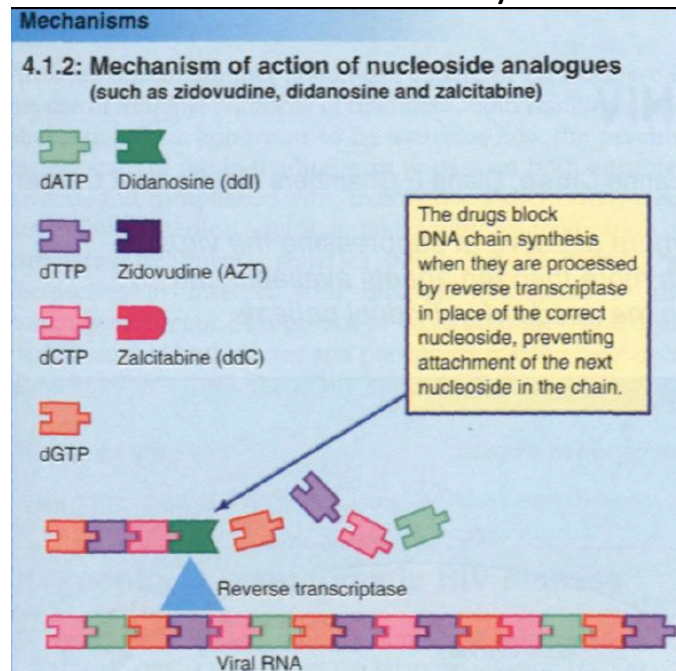 Mechanisms
4.1.2: Mechanism of action of nucleoside analogues
(such as zidovudine, didanosine and zalcitabine)
dATP Didanosine (ddI)
dTTP Zidovudine (AZT)
dCTP Zalcitabine (ddC)
dGTP
The drugs block
DNA chain synthesis
when they are processed
by reverse transcriptase
in place of the correct
nucleoside, preventing
attachment of the next
nucleoside in the chain.
Reverse transcriptase
Viral RNA